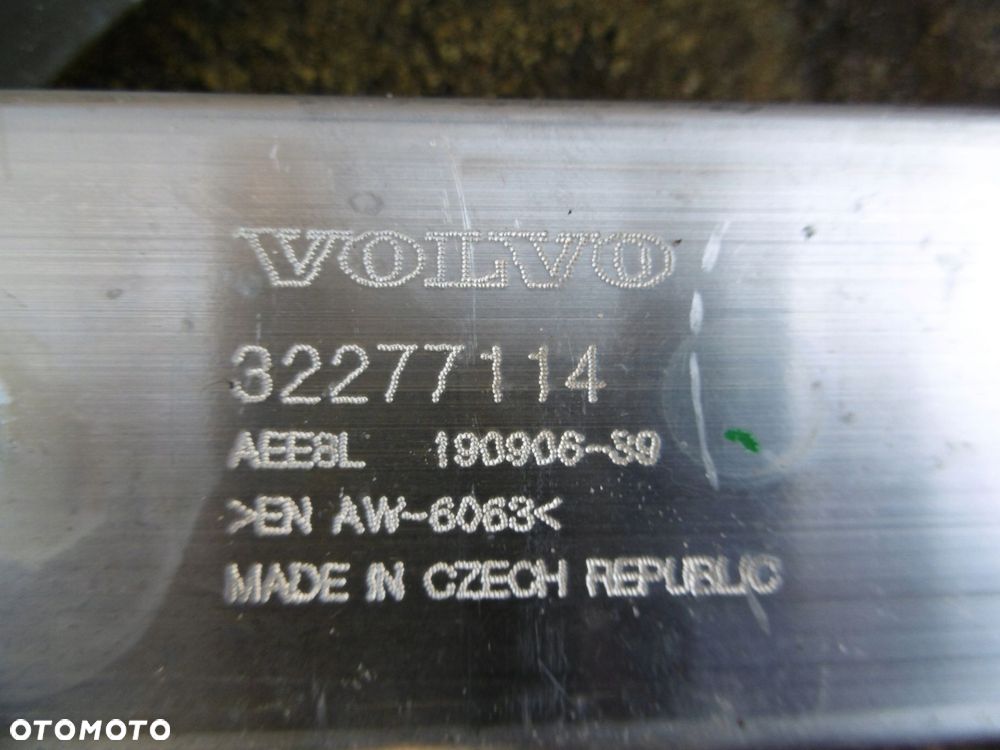 VOLVO
32277114
AEE8L 190906-39
>EN AW-6063<
MADE IN CZECH REPUBLIC
OTOMOTO